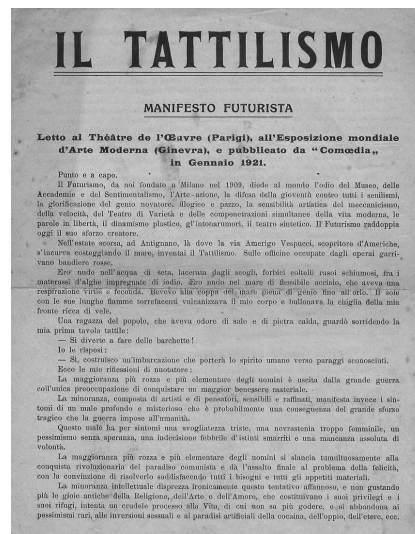 IL TATTILISMO
MANIFESTO FUTURISTA
Letto al Théâtre de l'Œuvre (Parigi), all'Esposizione mondiale
d'Arte Moderna (Ginevra), e pubblicato da "Comœdia„
in Gennaio 1921.
Punto e a capo.
Il Futurismo, da noi fondato a Milano nel 1909, diede al mondo l'odio del Museo, delle
Accademie e del Sentimentalismo, l'Arte-azione, la difesa della gioventù contro tutti i senilismi,
la glorificazione del genio novatore, illogico e pazzo, la sensibilità artistica del meccanicismo,
della velocità, del Teatro di Varietà e delle compenetrazioni simultanee della vita moderna, le
parole in libertà, il dinamismo plastico, gl'intonarumori, il teatro sintetico. Il Futurismo raddoppia
oggi il suo sforzo creatore.
Nell'estate scorsa, ad Antignano, là dove la via Amerigo Vespucci, scopritore d'Americhe,
s'incurva costeggiando il mare, inventai il Tattilismo. Sulle officine occupate dagli operai garri-
vano bandiere rosse.
Ero nudo nell'acqua di seta, lacerata dagli scogli, forbici coltelli rasoi schiumosi, fra i
materassi d'alghe impregnate di iodio. Ero nudo nel mare di flessibile acciaio, che aveva una
respirazione virile e feconda. Bevevo alla coppa del mare piena di genio fino all'orlo. Il sole
con le sue lunghe fiamme torrefacenti vulcanizzava il mio corpo e bullonava la chiglia della mia
fronte ricca di vele.
Una ragazza del popolo, che aveva odore di sale e di pietra calda, guardò sorridendo la
mia prima tavola tattile:
— Si diverte a fare delle barchette!
Io le risposi:
— Sì, costruisco un'imbarcazione che porterà lo spirito umano verso paraggi sconosciuti.
Ecco le mie riflessioni di nuotatore:
La maggioranza più rozza e più elementare degli uomini è uscita dalla grande guerra
coll'unica preoccupazione di conquistare un maggior benessere materiale.
La minoranza, composta di artisti e di pensatori, sensibili e raffinati, manifesta invece i sin-
tomi di un male profondo e misterioso che è probabilmente una conseguenza del grande sforzo
tragico che la guerra impose all'umanità.
Questo male ha per sintomi una svogliatezza triste, una nevrastenia troppo femminile, un
pessimismo senza speranza, una indecisione febbrile d'istinti smarriti e una mancanza assoluta di
volontà.
La maggioranza più rozza e più elementare degli uomini si slancia tumultuosamente alla
conquista rivoluzionaria del paradiso comunista e dà l'assalto finale al problema della felicità,
con la convinzione di risolverlo soddisfacendo tutti i bisogni e tutti gli appetiti materiali.
La minoranza intellettuale disprezza ironicamente questo tentativo affannoso, e non gustando
più le gioie antiche della Religione, dell'Arte e dell'Amore, che costituivano i suoi privilegi e i
suoi rifugi, intenta un crudele processo alla Vita, di cui non sa più godere, e si abbandona ai
pessimismi rari, alle inversioni sessuali e ai paradisi artificiali della cocaina, dell'oppio, dell'etere, ecc.